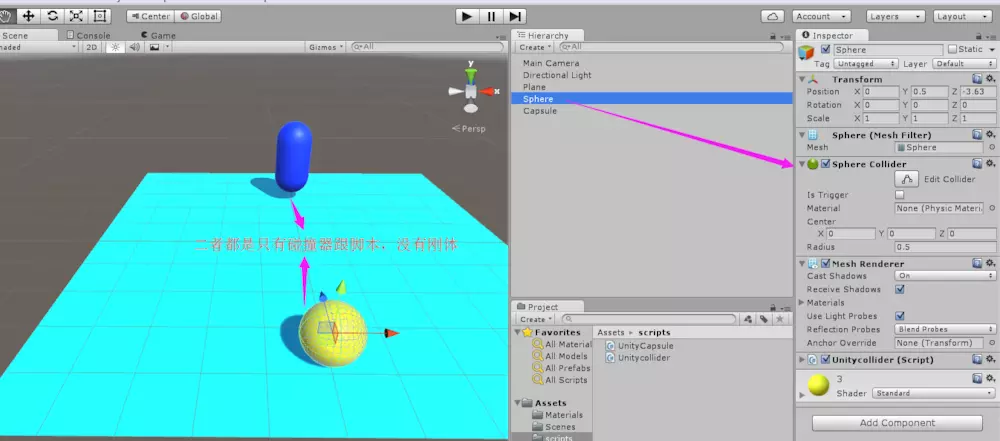 Center
Global
Account
Layers
Layout
Scene
Console
Game
haded
2D
Gizmos
All
y
x
Persp
二者都是只有碰撞器跟脚本，没有刚体
Hierarchy
Create
All
Main Camera
Directional Light
Plane
Sphere
Capsule
Project
Create
Favorites
All Material
All Models
All Prefabs
All Scripts
Assets
Materials
Scenes
scripts
Assets ▸ scripts
UnityCapsule
Unitycollider
Inspector
Sphere
Static
Tag Untagged Layer Default
Transform
Position X 0 Y 0.5 Z -3.63
Rotation X 0 Y 0 Z 0
Scale X 1 Y 1 Z 1
Sphere (Mesh Filter)
Mesh Sphere
Sphere Collider
Edit Collider
Is Trigger
Material None (Physic Materi
Center
X 0 Y 0 Z 0
Radius 0.5
Mesh Renderer
Cast Shadows On
Receive Shadows
Materials
Use Light Probes
Reflection Probes Blend Probes
Anchor Override None (Transform)
Unitycollider (Script)
3
Shader Standard
Add Component